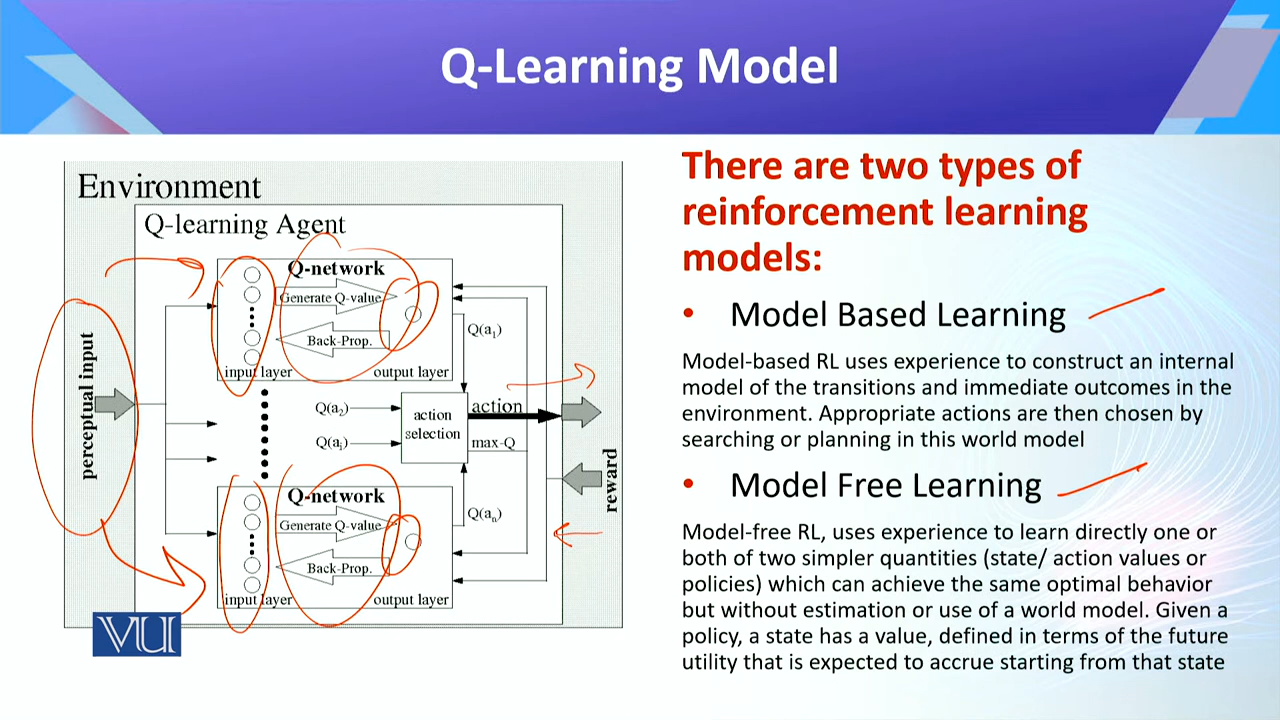 Q-Learning Model
Environment
Q-learning Agent
Q-network
Generate Q-value
Back-Prop.
input layer
output layer
Q(a1)
perceptual input
Q(a2)
Q(ai)
action
selection
action
max-Q
reward
Q-network
Generate Q-value
Back-Prop.
input layer
output layer
Q(an)
VU
There are two types of
reinforcement learning
models:
• Model Based Learning
Model-based RL uses experience to construct an internal
model of the transitions and immediate outcomes in the
environment. Appropriate actions are then chosen by
searching or planning in this world model
• Model Free Learning
Model-free RL, uses experience to learn directly one or
both of two simpler quantities (state/ action values or
policies) which can achieve the same optimal behavior
but without estimation or use of a world model. Given a
policy, a state has a value, defined in terms of the future
utility that is expected to accrue starting from that state